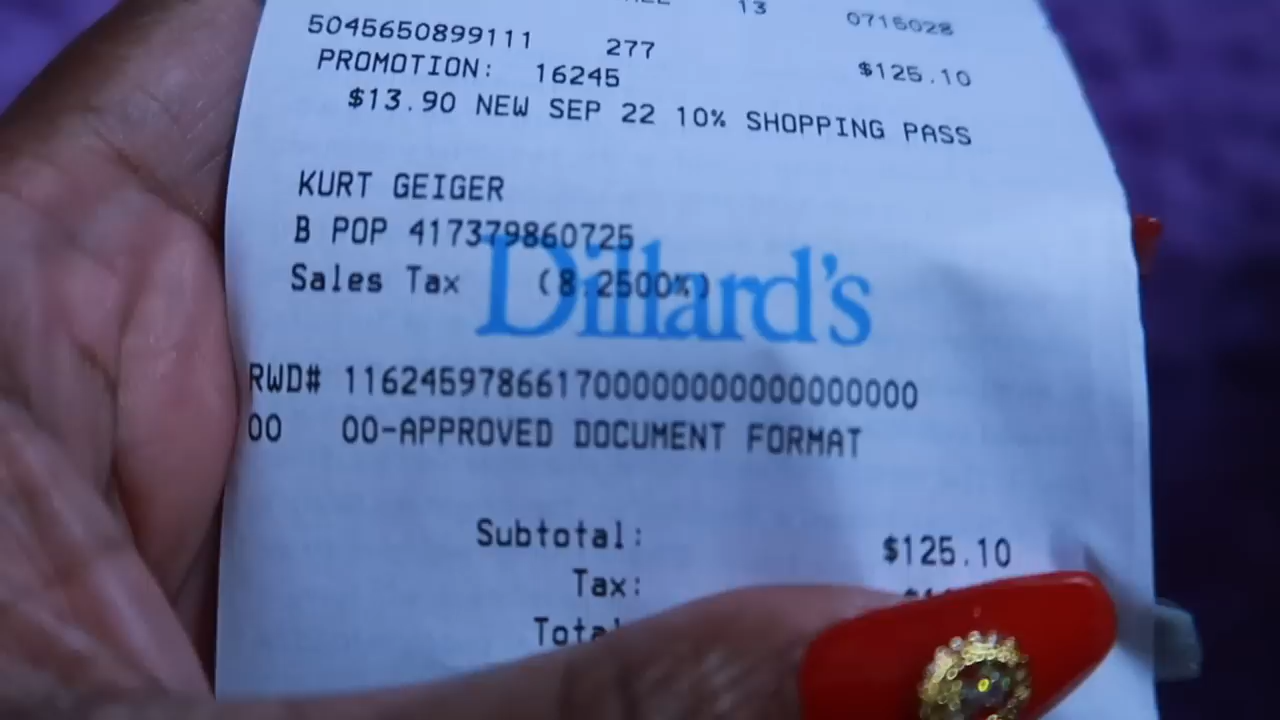 13 0715028
5045650899111 277
PROMOTION: 16245 $125.10
$13.90 NEW SEP 22 10% SHOPPING PASS
KURT GEIGER
B POP 417379860725
Sales Tax (8.2500%)
Dillard's
RWD# 11624597866170000000000000000
00 00-APPROVED DOCUMENT FORMAT
Subtotal: $125.10
Tax: